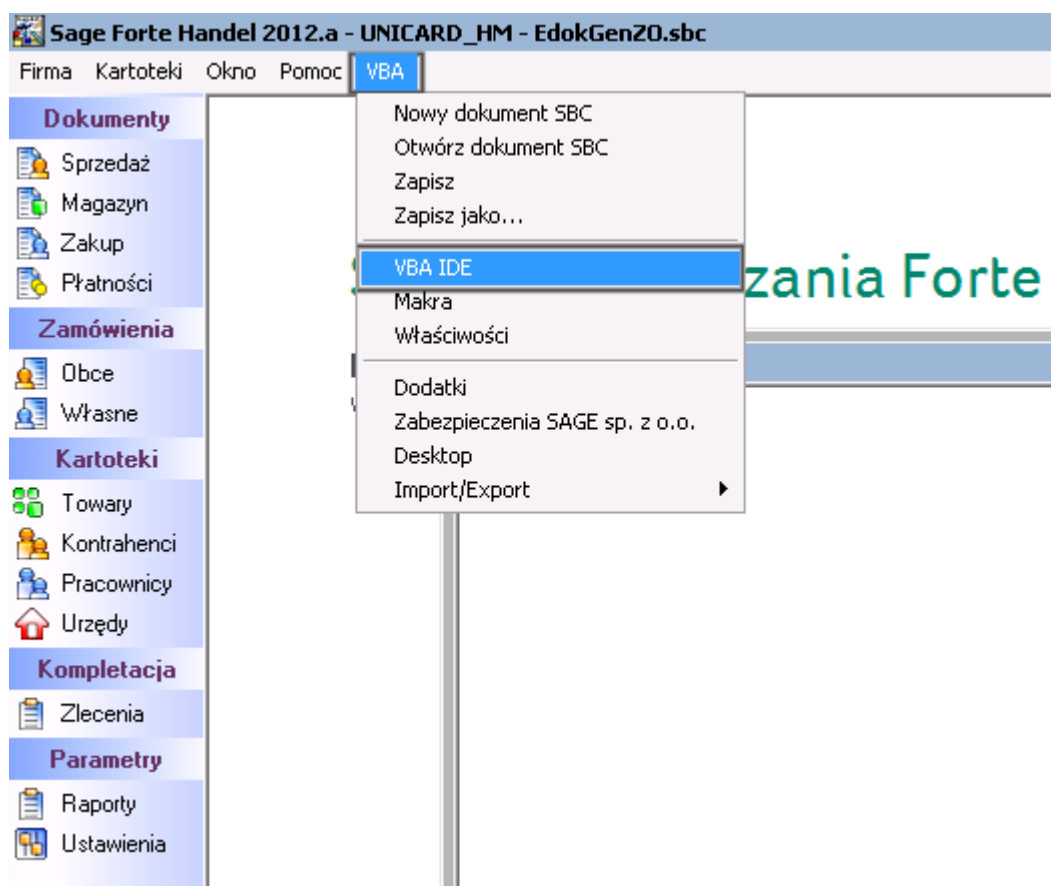 Sage Forte Handel 2012.a - UNICARD_HM - EdokGenZO.sbc
Firma Kartoteki Okno Pomoc VBA
Nowy dokument SBC
Otwórz dokument SBC
Zapisz
Zapisz jako...
VBA IDE
Makra
Właściwości
Dodatki
Zabezpieczenia SAGE sp. z o.o.
Desktop
Import/Export
Dokumenty
Sprzedaż
Magazyn
Zakup
Płatności
Zamówienia
Obce
Własne
Kartoteki
Towary
Kontrahenci
Pracownicy
Urzędy
Kompletacja
Zlecenia
Parametry
Raporty
Ustawienia
zania Forte